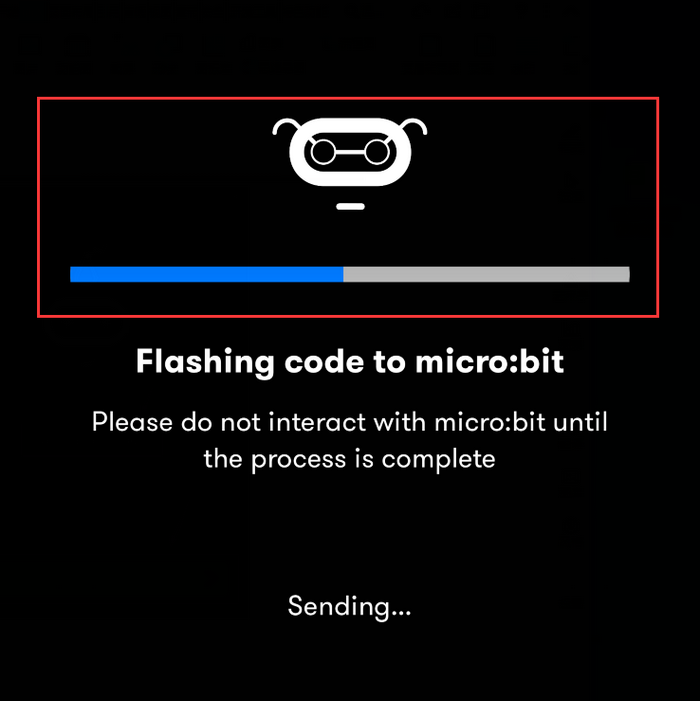 Flashing code to micro:bit
Please do not interact with micro:bit until
the process is complete
Sending...